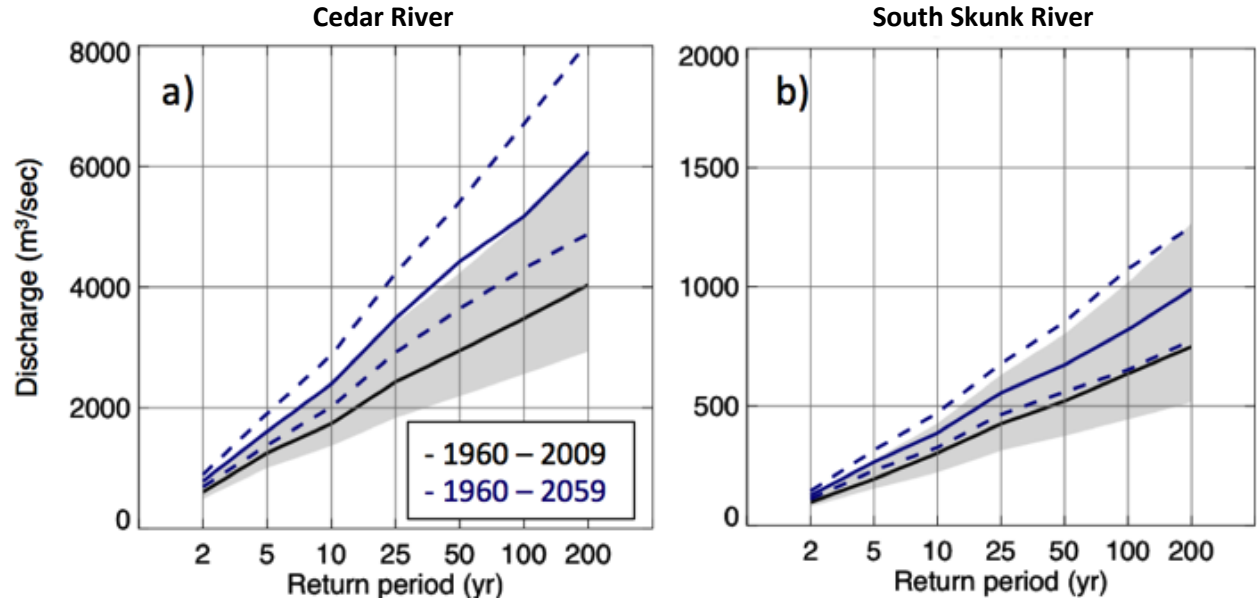 Cedar River
South Skunk River
a)
8000
6000
4000
2000
0
Discharge (m³/sec)
2 5 10 25 50 100 200
Return period (yr)
- 1960 – 2009
- 1960 – 2059
b)
2000
1500
1000
500
0
2 5 10 25 50 100 200
Return period (yr)